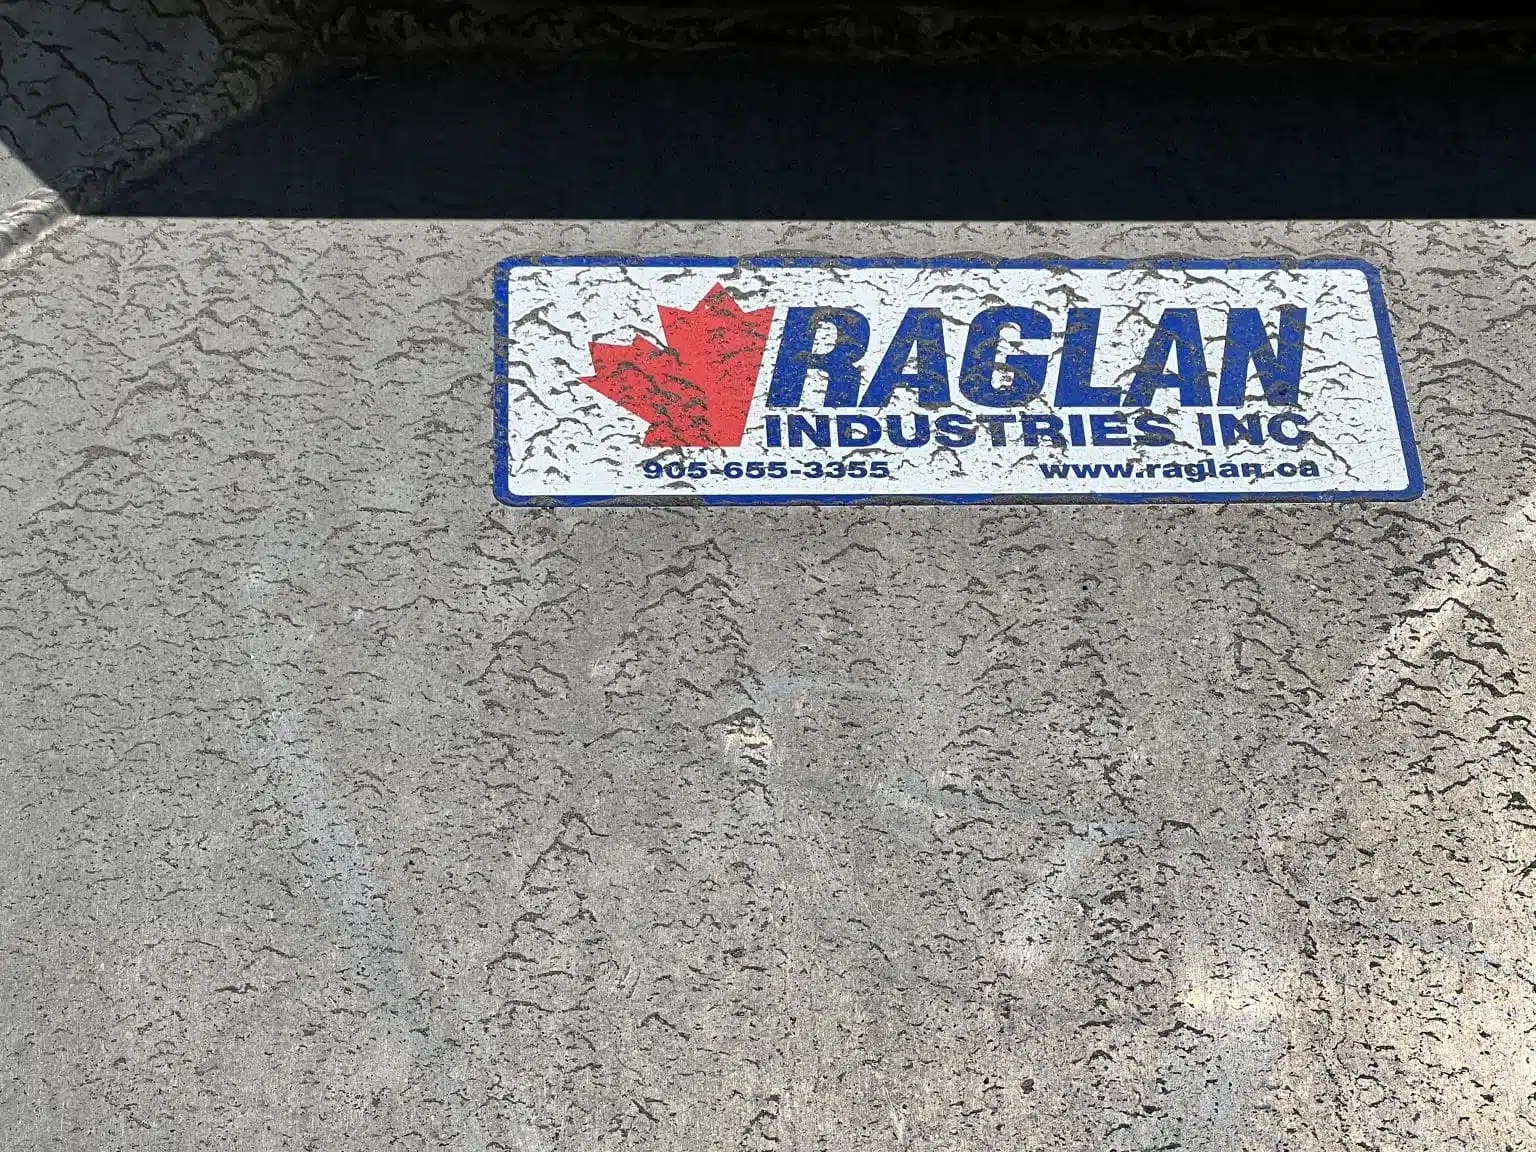 RAGLAN
INDUSTRIES INC
905-655-3355 www.raglan.ca